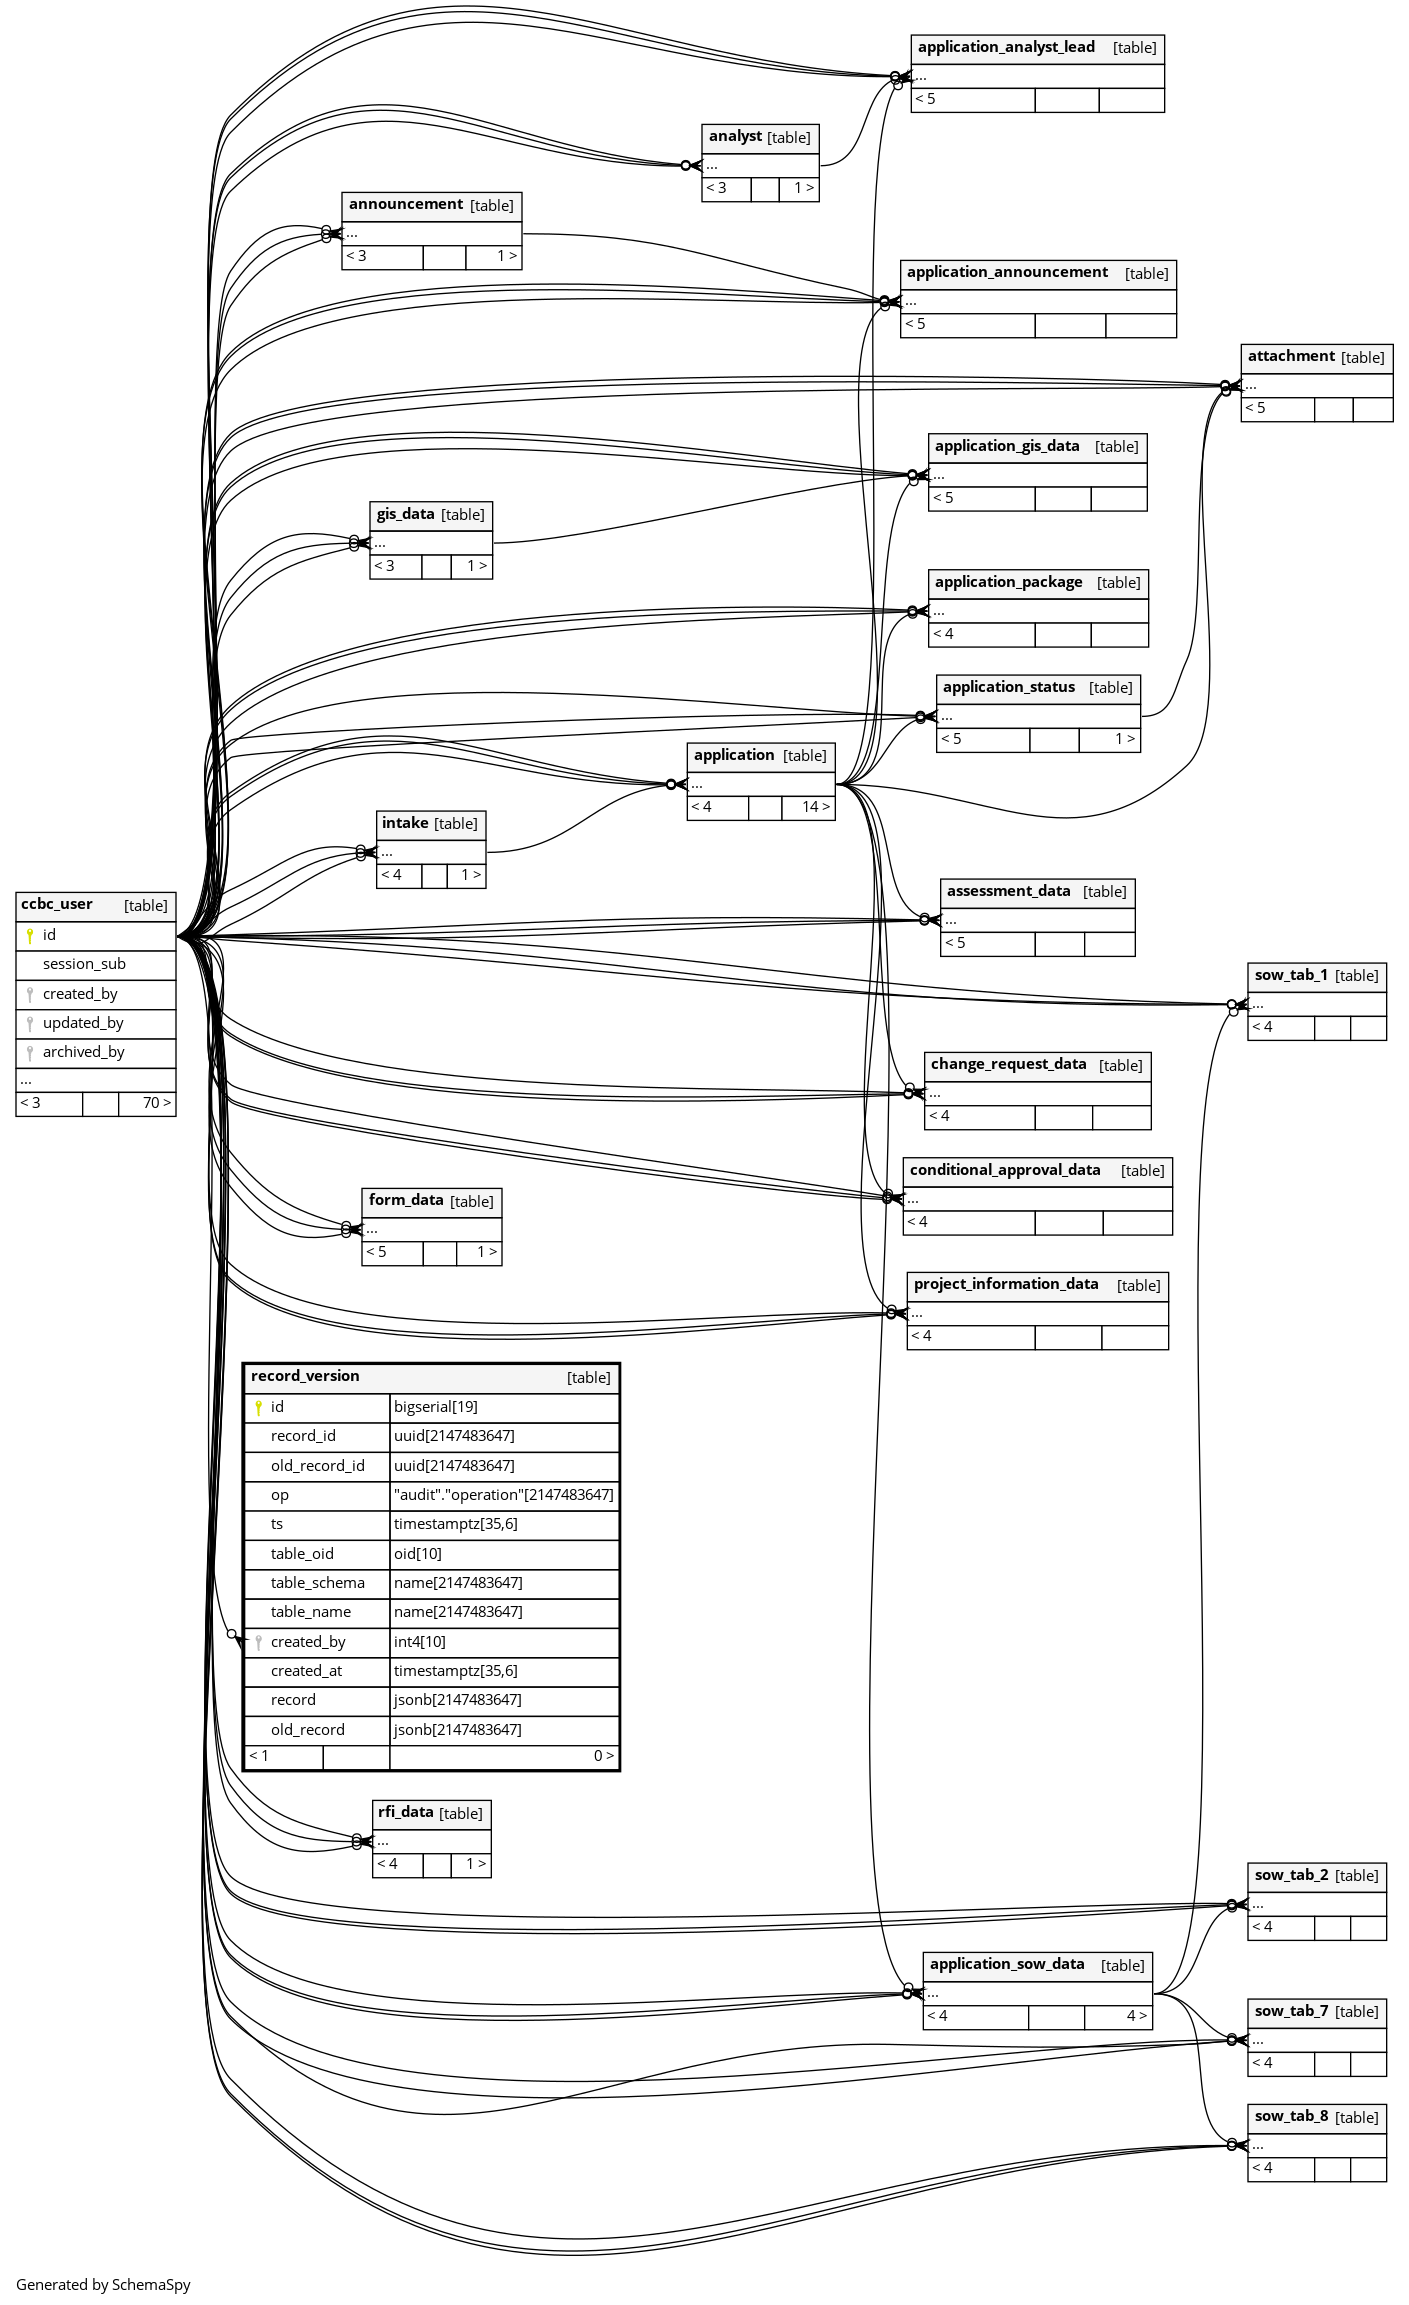 application_analyst_lead [table]
...
< 5
analyst [table]
...
< 3 1 >
announcement [table]
...
< 3 1 >
application_announcement [table]
...
< 5
attachment [table]
...
< 5
application_gis_data [table]
...
< 5
gis_data [table]
...
< 3 1 >
application_package [table]
...
< 4
application_status [table]
...
< 5 1 >
application [table]
...
< 4 14 >
intake [table]
...
< 4 1 >
ccbc_user [table]
id
session_sub
created_by
updated_by
archived_by
...
< 3 70 >
assessment_data [table]
...
< 5
sow_tab_1 [table]
...
< 4
change_request_data [table]
...
< 4
conditional_approval_data [table]
...
< 4
form_data [table]
...
< 5 1 >
project_information_data [table]
...
< 4
record_version [table]
id bigserial[19]
record_id uuid[2147483647]
old_record_id uuid[2147483647]
op "audit"."operation"[2147483647]
ts timestamptz[35,6]
table_oid oid[10]
table_schema name[2147483647]
table_name name[2147483647]
created_by int4[10]
created_at timestamptz[35,6]
record jsonb[2147483647]
old_record jsonb[2147483647]
< 1 0 >
rfi_data [table]
...
< 4 1 >
sow_tab_2 [table]
...
< 4
application_sow_data [table]
...
< 4 4 >
sow_tab_7 [table]
...
< 4
sow_tab_8 [table]
...
< 4
Generated by SchemaSpy